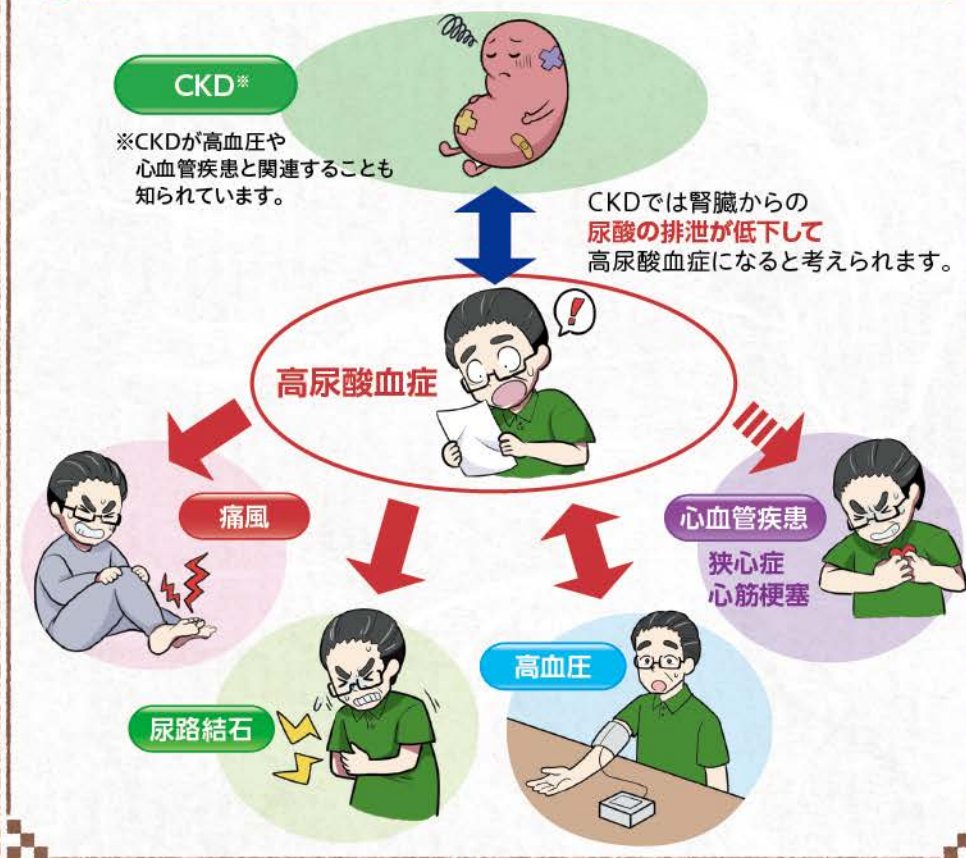 CKD※
※CKDが高血圧や
心血管疾患と関連することも
知られています。
CKDでは腎臓からの
尿酸の排泄が低下して
高尿酸血症になると考えられます。
!
高尿酸血症
痛風
心血管疾患
狭心症
心筋梗塞
高血圧
尿路結石